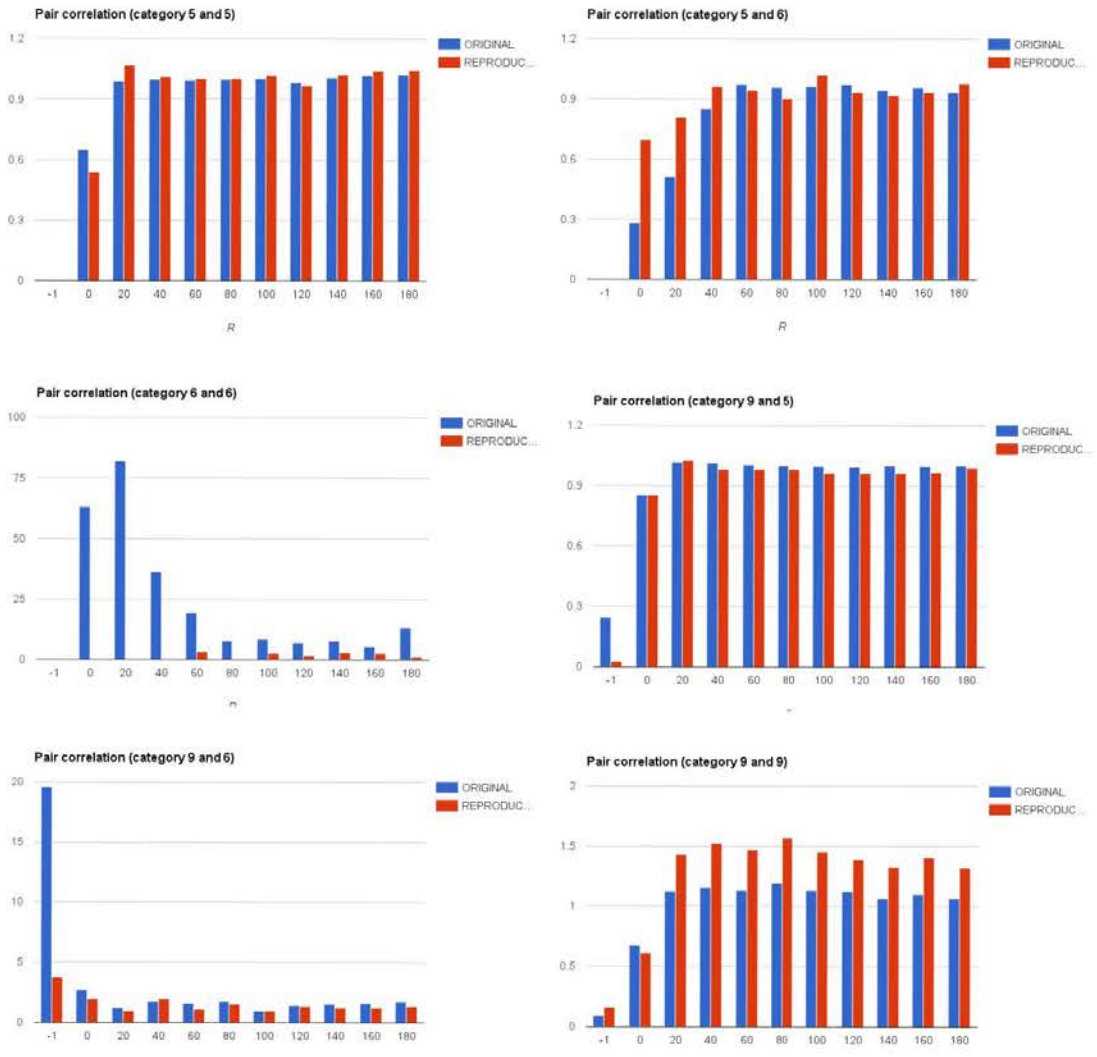 Pair correlation (category 5 and 5)
1.2
ORIGINAL
REPRODUC...
0.9
0.6
0.3
0
-1 0 20 40 60 80 100 120 140 160 180
R
Pair correlation (category 5 and 6)
1.2
ORIGINAL
REPRODUC...
0.9
0.6
0.3
0
-1 0 20 40 60 80 100 120 140 160 180
R
Pair correlation (category 6 and 6)
100
ORIGINAL
REPRODUC...
75
50
25
0
-1 0 20 40 60 80 100 120 140 160 180
Pair correlation (category 9 and 5)
1.2
ORIGINAL
REPRODUC...
0.9
0.6
0.3
0
-1 0 20 40 60 80 100 120 140 160 180
Pair correlation (category 9 and 6)
20
ORIGINAL
REPRODUC...
15
10
5
0
-1 0 20 40 60 80 100 120 140 160 180
Pair correlation (category 9 and 9)
2
ORIGINAL
REPRODUC...
1.5
1
0.5
0
-1 0 20 40 60 80 100 120 140 160 180